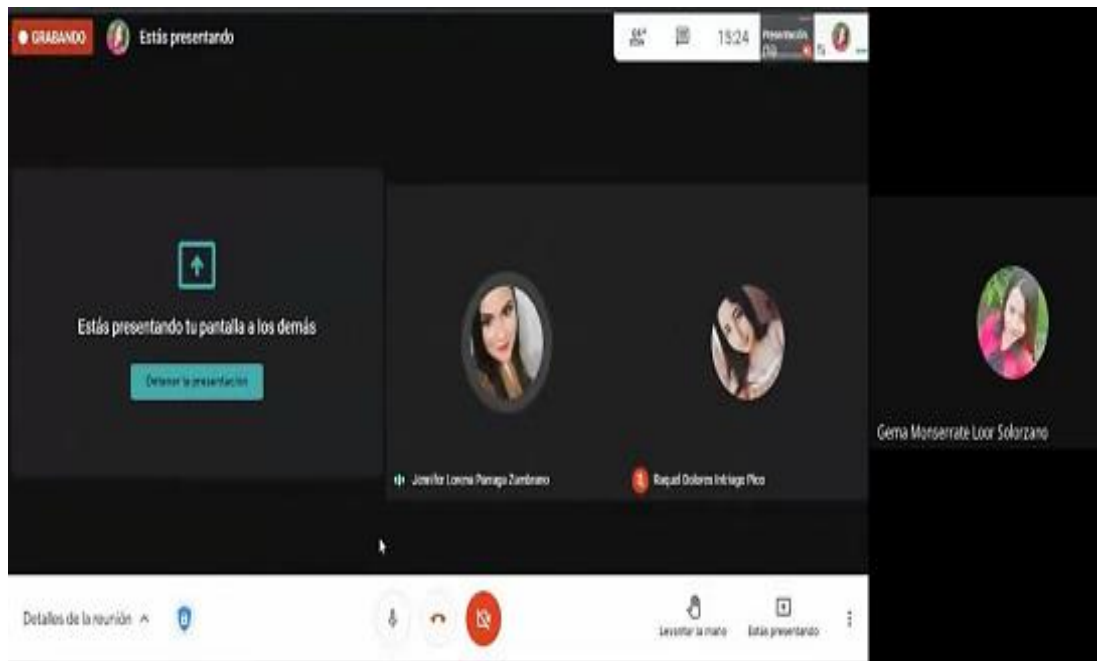 GRABANDO
Estás presentando
15:24
Presentación
Estás presentando tu pantalla a los demás
Detener la presentación
Jennifer Lorena Parraga Zambrano
Raquel Dolores Intriago Pico
Gema Monserrate Loor Solorzano
Detalles de la reunión
Levantar la mano
Estás presentando